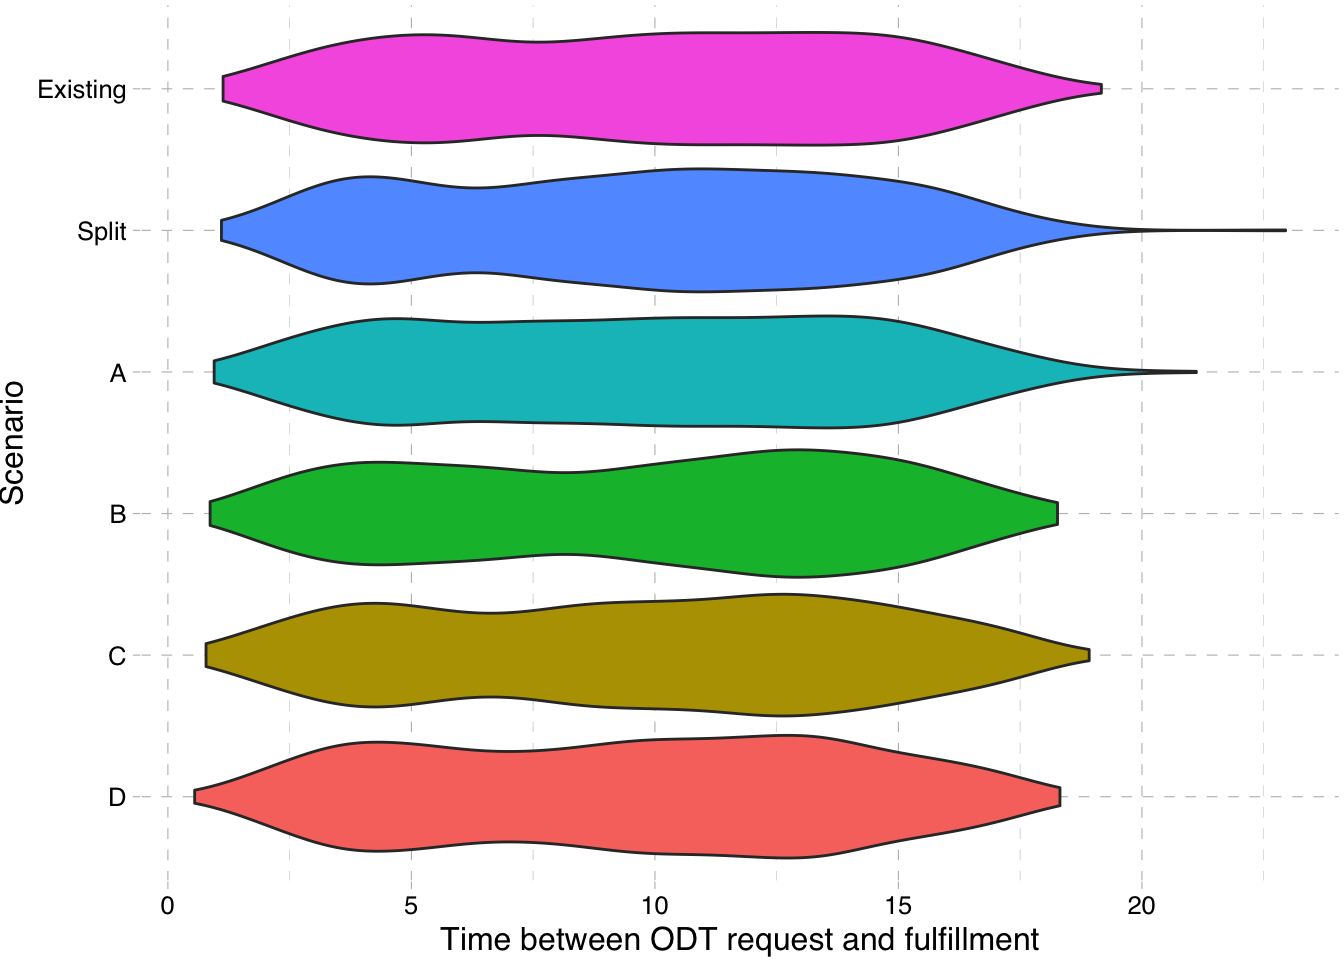 Existing
Split
A
B
C
D
Scenario
0 5 10 15 20
Time between ODT request and fulfillment